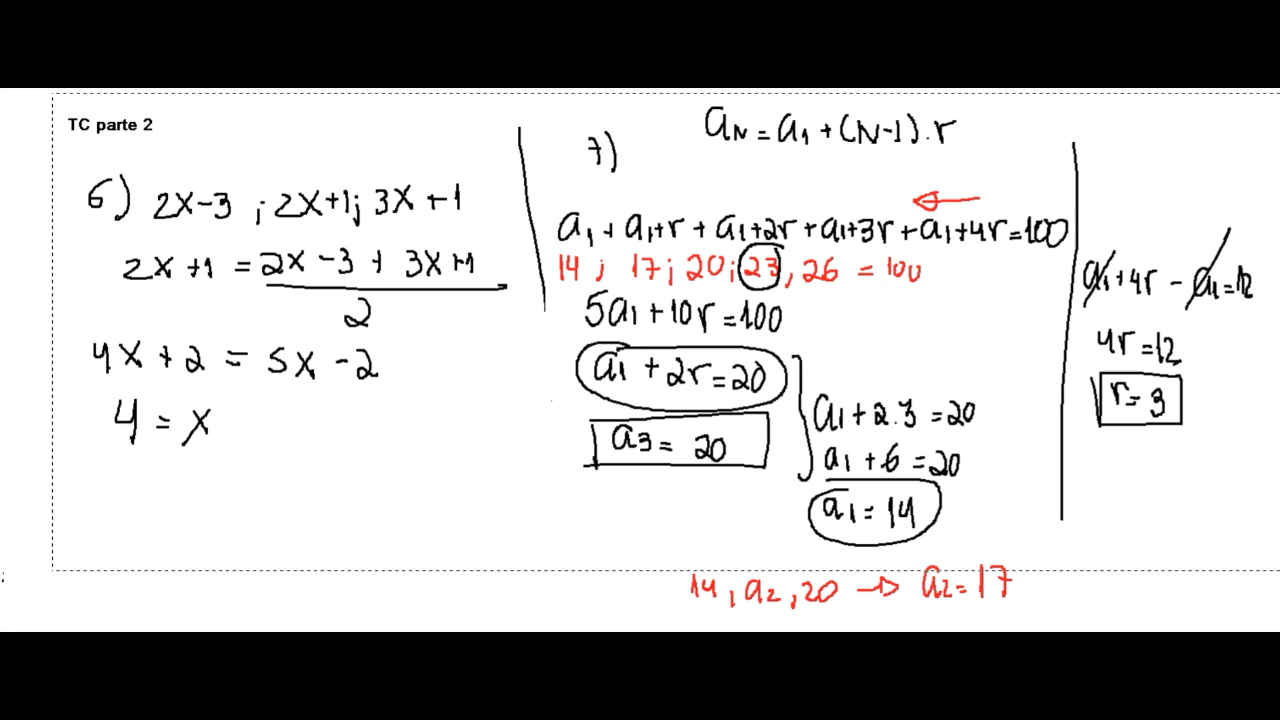 TC parte 2
6) 2x-3 ; 2x+1; 3x+1
2x+1 = 2x-3+3x+1
2
4x+2 = 5x-2
4 = x
7)
aN = a1 + (N-1).r
a1 + a1+r + a1+2r + a1+3r + a1+4r = 100
14 ; 17 ; 20 ; 23 , 26 = 100
5a1 + 10r = 100
a1 + 2r = 20
a3 = 20
a1 + 2.3 = 20
a1 + 6 = 20
a1 = 14
14 , a2 , 20 → a2 = 17
a1+4r - a1 = 12
4r = 12
r = 3